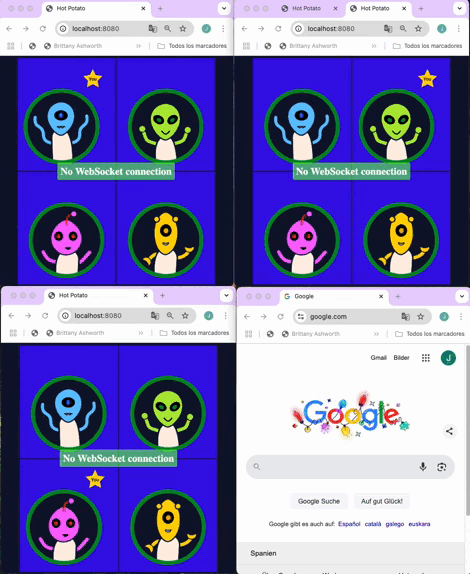 Hot Potato
localhost:8080
J
Brittany Ashworth
Todos los marcadores
You
No WebSocket connection
Hot Potato
Hot Potato
localhost:8080
J
Brittany Ashworth
Todos los marcadores
You
No WebSocket connection
Hot Potato
localhost:8080
J
Brittany Ashworth
Todos los marcadores
You
No WebSocket connection
G Google
google.com
J
Brittany Ashworth
Todos los marcadores
Gmail Bilder J
Google
Google Suche Auf gut Glück!
Google gibt es auch auf: Español català galego euskara
Spanien